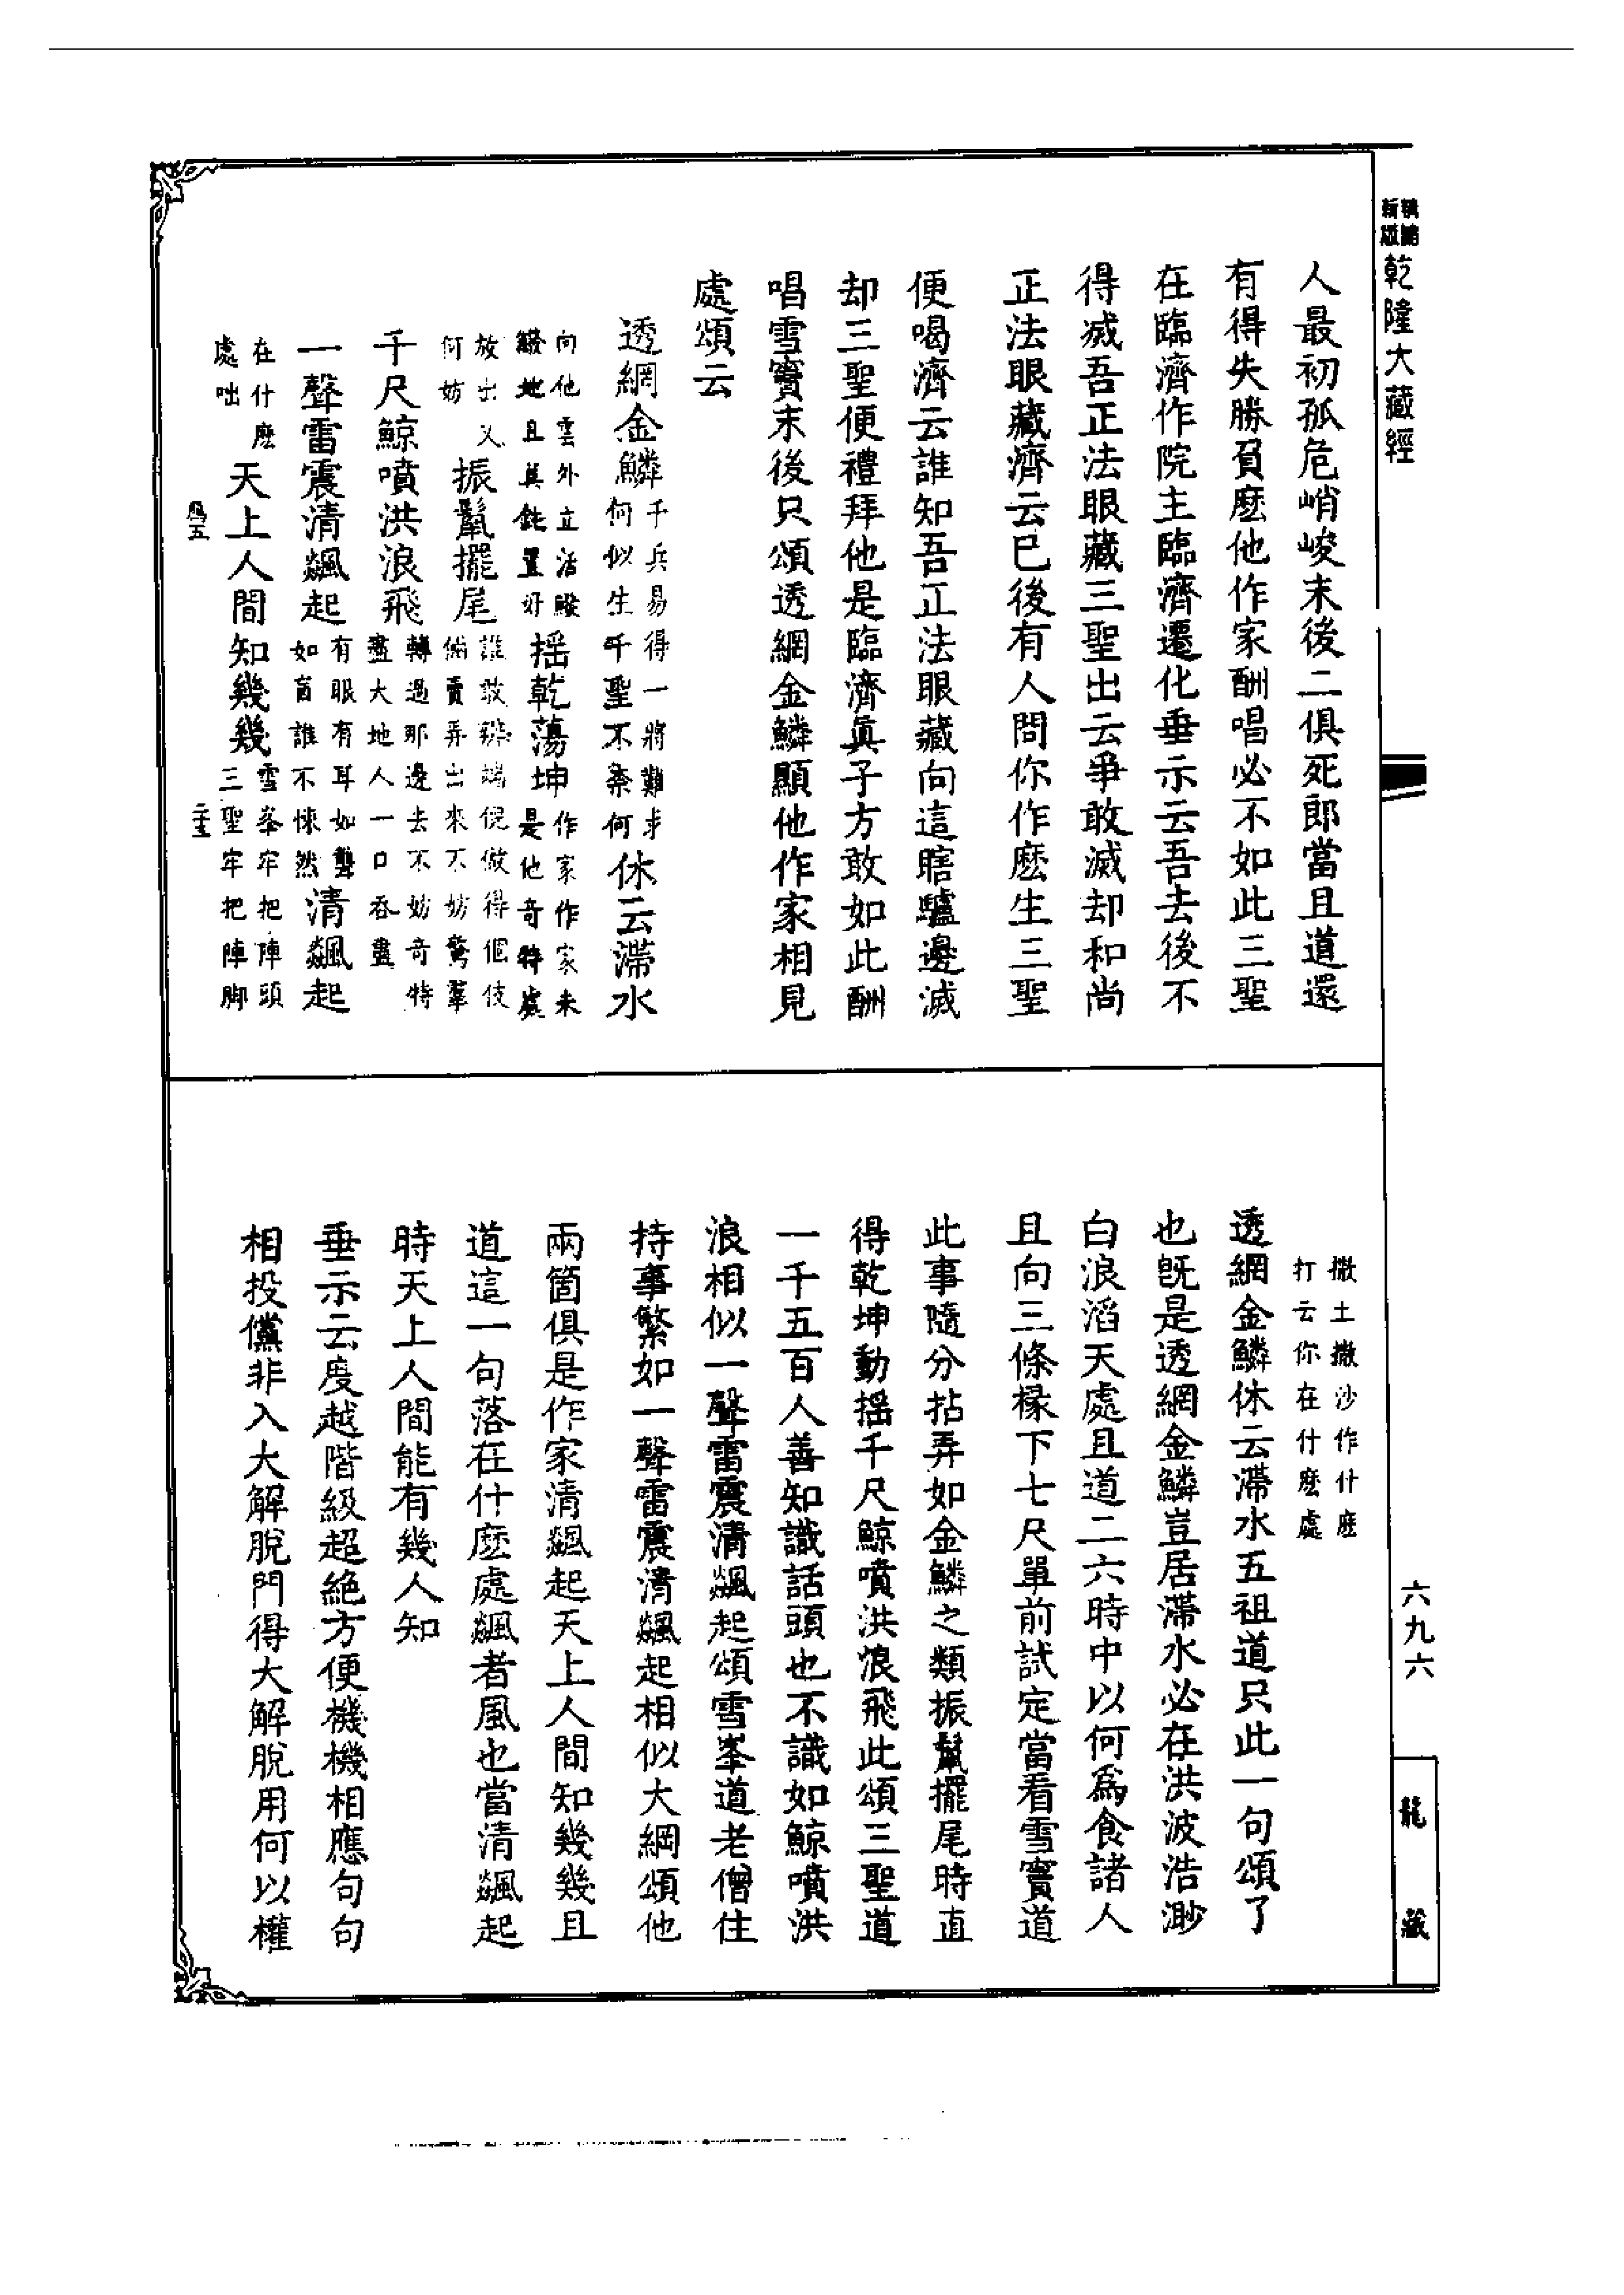 乾隆大藏經
人最初孤危峭峻末後二俱死郎當且道還
有得失勝負麽他作家酬唱必不如此三聖
在臨濟作院主臨濟遷化垂示云吾去後不
得滅吾正法眼藏三聖出云爭敢滅却和尚
正法眼藏濟云已後有人問你作麽生三聖
便喝濟云誰知吾正法眼藏向這瞎驢邊滅
却三聖便禮拜他是臨濟眞子方敢如此酬
唱雪竇末後只頌透網金鱗顯他作家相見
處頌云
透網金鱗千兵易得一將難求何似生千聖不柰何休云滯水
向他雲外立活鱍鱍地且莫鈍置好摇乾蕩坤作家作家未是他奇特處
放出又何妨振鬣擺尾誰敢辨端倪做得個伎倆賣弄出來不妨驚羣
千尺鯨噴洪浪飛轉過那邊去不妨奇特盡大地人一口吞盡
一聲雷震清飇起有眼有耳如聾如盲誰不悚然清飇起
在什麽處咄天上人間知幾幾雪峯牢把陣頭三聖牢把陣脚
撒土撒沙作什麽打云你在什麽處
透網金鱗休云滯水五祖道只此一句頌了
也旣是透網金鱗豈居滯水必在洪波浩渺
白浪滔天處且道二六時中以何爲食諸人
且向三條椽下七尺單前試定當看雪竇道
此事隨分拈弄如金鱗之類振鬣擺尾時直
得乾坤動摇千尺鯨噴洪浪飛此頌三聖道
一千五百人善知識話頭也不識如鯨噴洪
浪相似一聲雷震清飇起頌雪峯道老僧住
持事繁如一聲雷震清飇起相似大綱頌他
兩箇俱是作家清飇起天上人間知幾幾且
道這一句落在什麽處飇者風也當清飇起
時天上人間能有幾人知
垂示云度越階級超絶方便機機相應句句
相投儻非入大解脫門得大解脫用何以權
六九六
龍藏